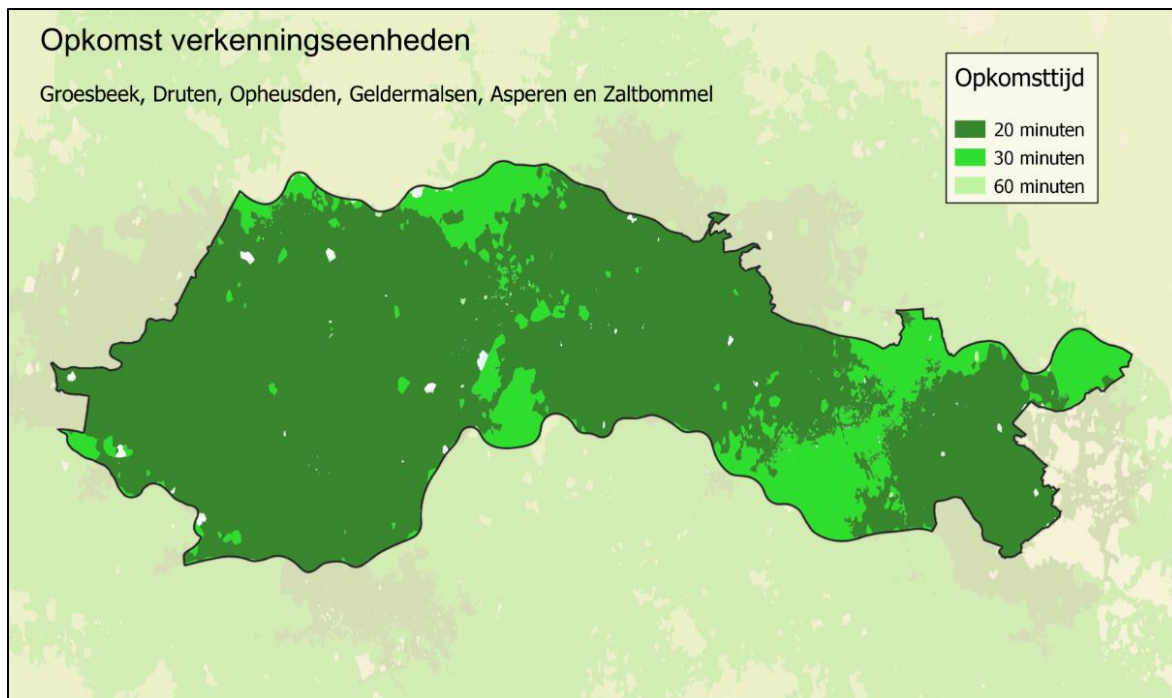 Opkomst verkenningseenheden
Groesbeek, Druten, Opheusden, Geldermalsen, Asperen en Zaltbommel
Opkomsttijd
20 minuten
30 minuten
60 minuten